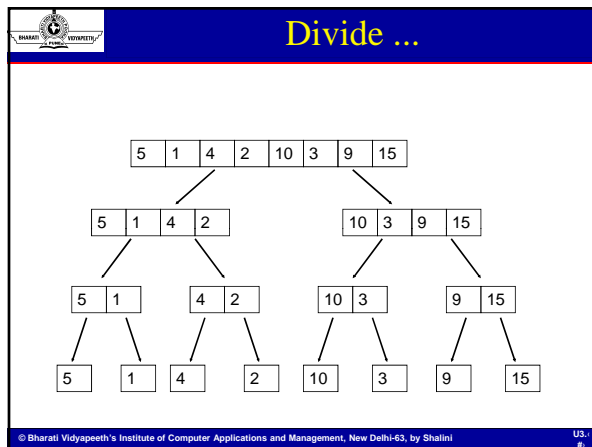 BHARATI VIDYAPEETH
PUNE
Divide ...
5 1 4 2 10 3 9 15
5 1 4 2 10 3 9 15
5 1 4 2 10 3 9 15
5 1 4 2 10 3 9 15
© Bharati Vidyapeeth's Institute of Computer Applications and Management, New Delhi-63, by Shalini U3.
#